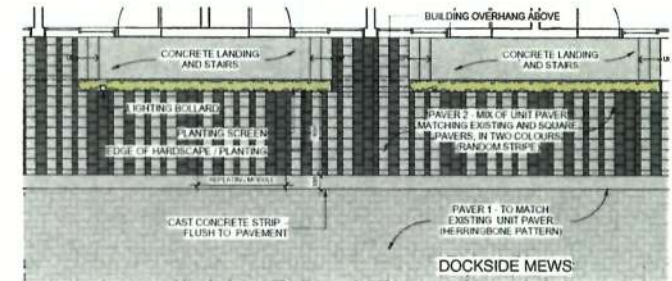 BUILDING OVERHANG ABOVE
CONCRETE LANDING
AND STAIRS
CONCRETE LANDING
AND STAIRS
LIGHTING BOLLARD
PLANTING SCREEN
EDGE OF HARDSCAPE / PLANTING
PAVER 2 - MIX OF UNIT PAVER
MATCHING EXISTING AND SQUARE
PAVERS, IN TWO COLOURS
(RANDOM STRIPE)
REPEATING MODULE
CAST CONCRETE STRIP -
FLUSH TO PAVEMENT
PAVER 1 - TO MATCH
EXISTING UNIT PAVER
(HERRINGBONE PATTERN)
DOCKSIDE MEWS